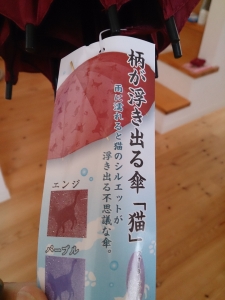 柄が浮き出る傘「猫」
雨に濡れると猫のシルエットが
浮き出る不思議な傘。
エンジ
パープル